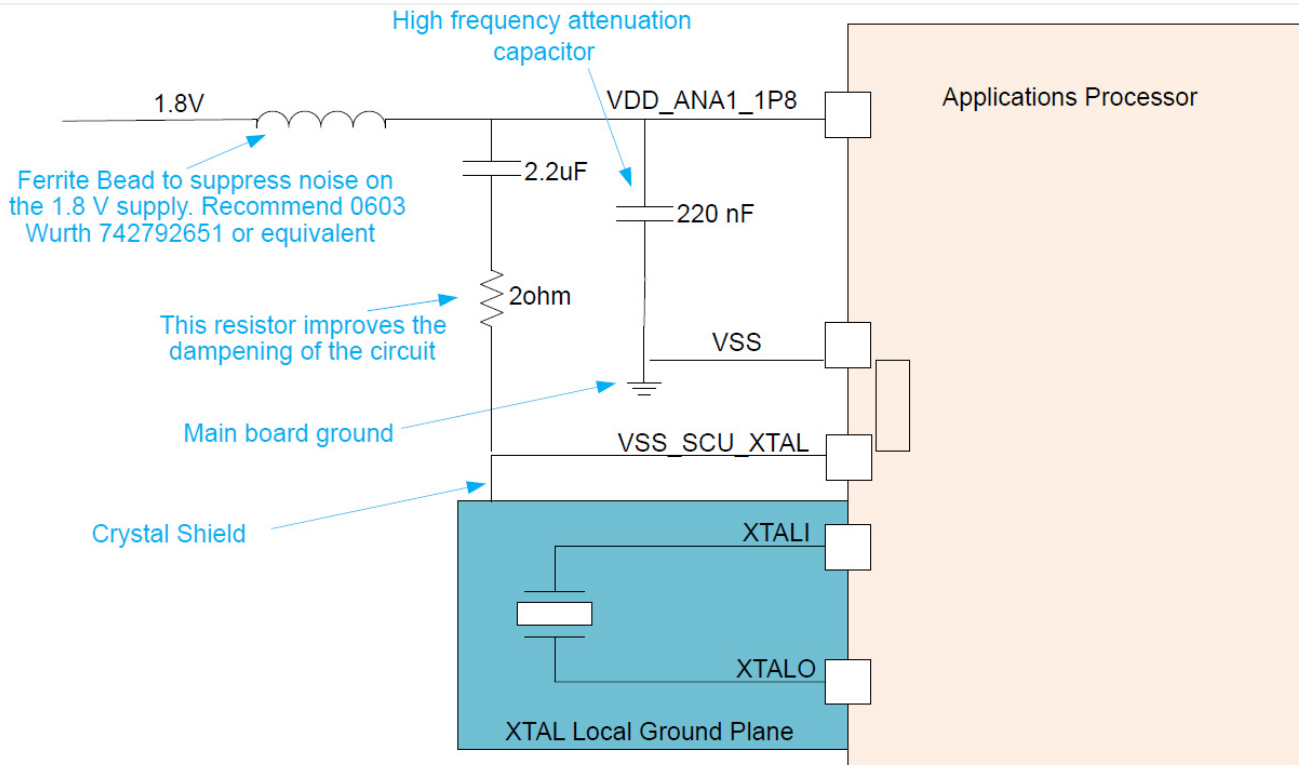 High frequency attenuation
capacitor
1.8V
VDD_ANA1_1P8
Applications Processor
Ferrite Bead to suppress noise on
the 1.8 V supply. Recommend 0603
Wurth 742792651 or equivalent
2.2uF
220 nF
2ohm
This resistor improves the
dampening of the circuit
VSS
Main board ground
VSS_SCU_XTAL
Crystal Shield
XTALI
XTALO
XTAL Local Ground Plane